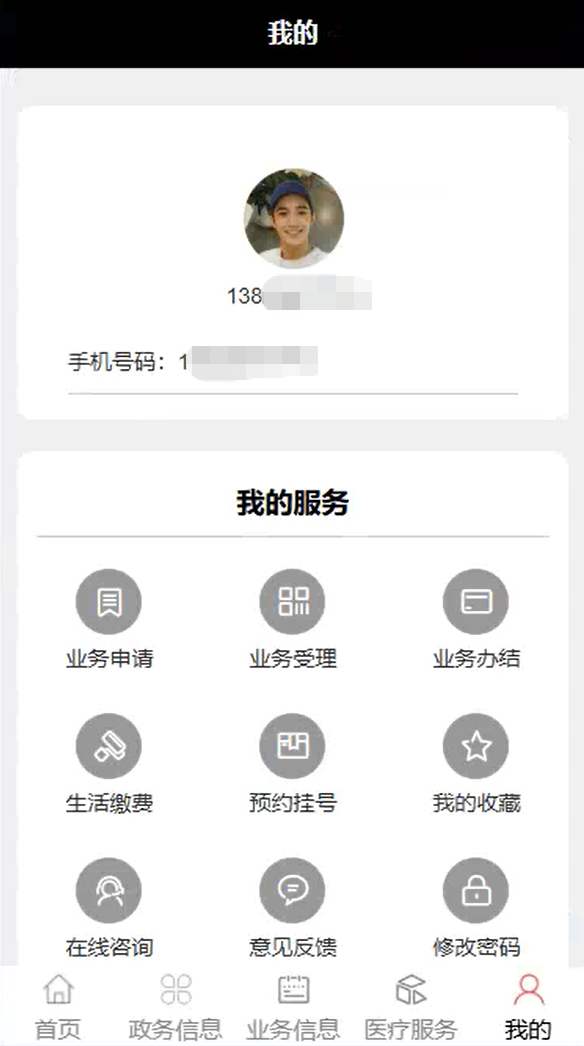 我的
138
手机号码：1
我的服务
业务申请 业务受理 业务办结
生活缴费 预约挂号 我的收藏
在线咨询 意见反馈 修改密码
首页 政务信息 业务信息 医疗服务 我的